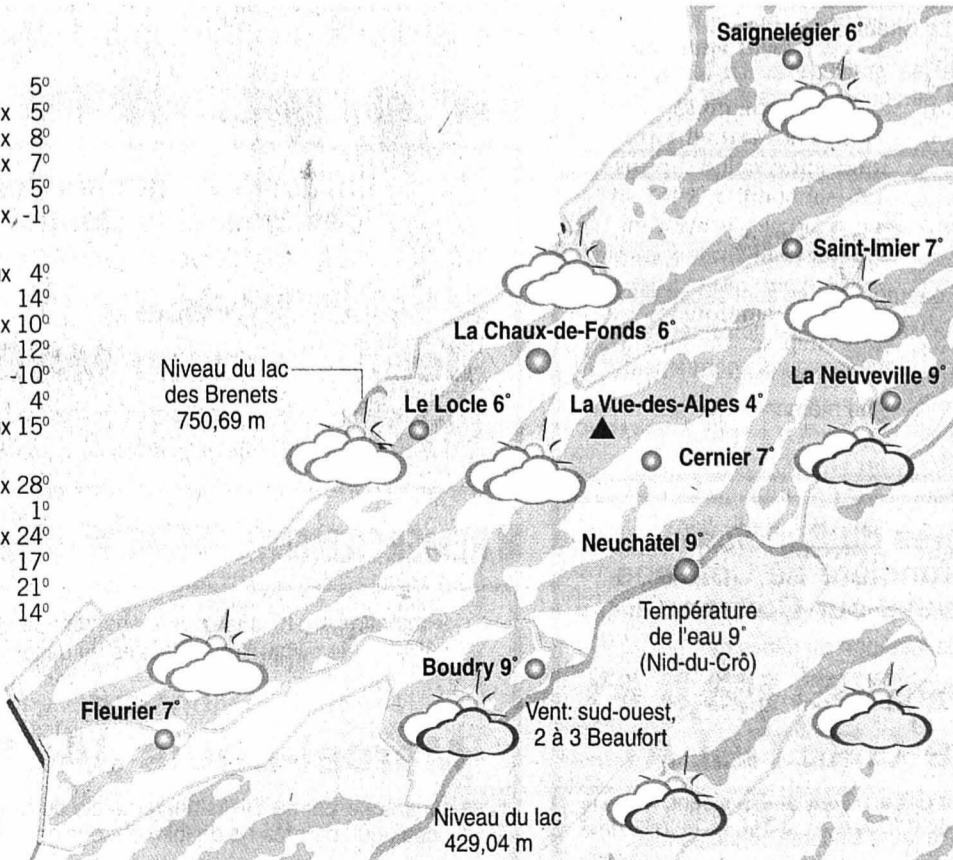 5°
x 5°
x 8°
x 7°
5°
x, -1°
x 4°
14°
x 10°
12°
-10°
4°
x 15°
x 28°
1°
x 24°
17°
21°
14°
Saignelégier 6°
Saint-Imier 7°
La Chaux-de-Fonds 6°
Niveau du lac
des Brenets
750,69 m
Le Locle 6°
La Vue-des-Alpes 4°
La Neuveville 9°
Cernier 7°
Neuchâtel 9°
Température
de l'eau 9°
(Nid-du-Crô)
Boudry 9°
Fleurier 7°
Vent: sud-ouest,
2 à 3 Beaufort
Niveau du lac
429,04 m